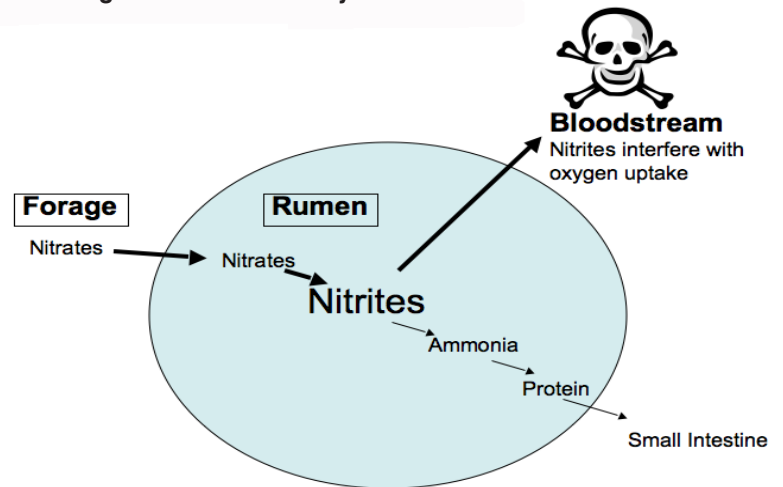 Bloodstream
Nitrites interfere with
oxygen uptake
Forage
Rumen
Nitrates
Nitrates
Nitrites
Ammonia
Protein
Small Intestine